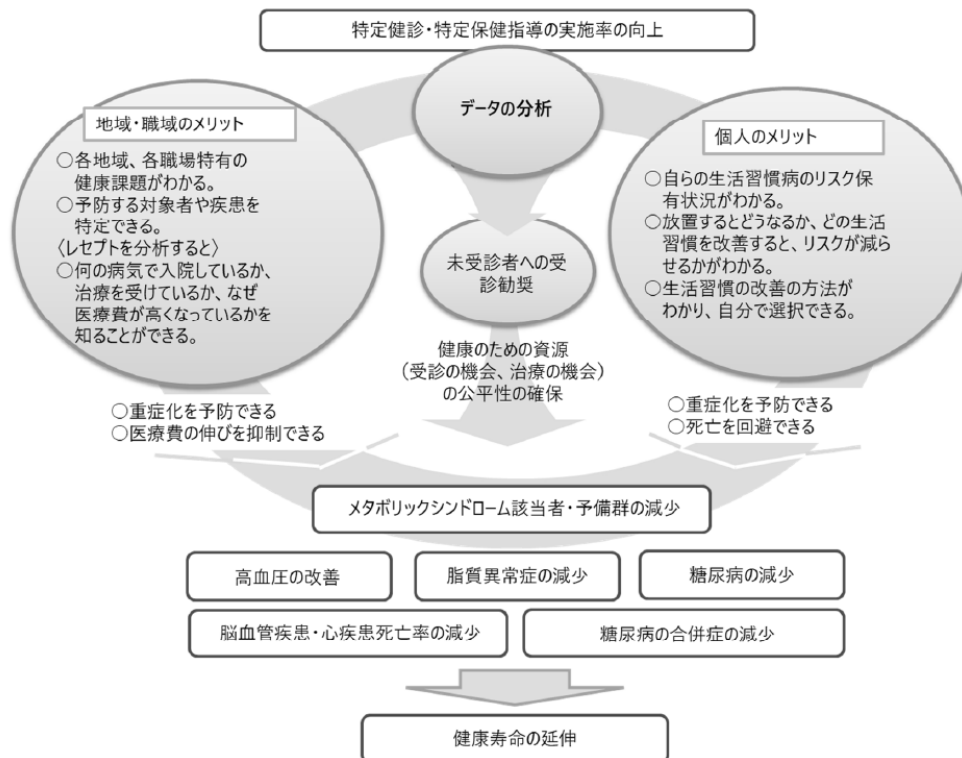 特定健診・特定保健指導の実施率の向上
データの分析
地域・職域のメリット
○各地域、各職場特有の
健康課題がわかる。
○予防する対象者や疾患を
特定できる。
〈レセプトを分析すると〉
○何の病気で入院しているか、
治療を受けているか、なぜ
医療費が高くなっているかを
知ることができる。
○重症化を予防できる
○医療費の伸びを抑制できる
未受診者への受
診勧奨
健康のための資源
(受診の機会、治療の機会)
の公平性の確保
個人のメリット
○自らの生活習慣病のリスク保
有状況がわかる。
○放置するとどうなるか、どの生活
習慣を改善すると、リスクが減ら
せるかがわかる。
○生活習慣の改善の方法が
わかり、自分で選択できる。
○重症化を予防できる
○死亡を回避できる
メタボリックシンドローム該当者・予備群の減少
高血圧の改善
脂質異常症の減少
糖尿病の減少
脳血管疾患・心疾患死亡率の減少
糖尿病の合併症の減少
健康寿命の延伸